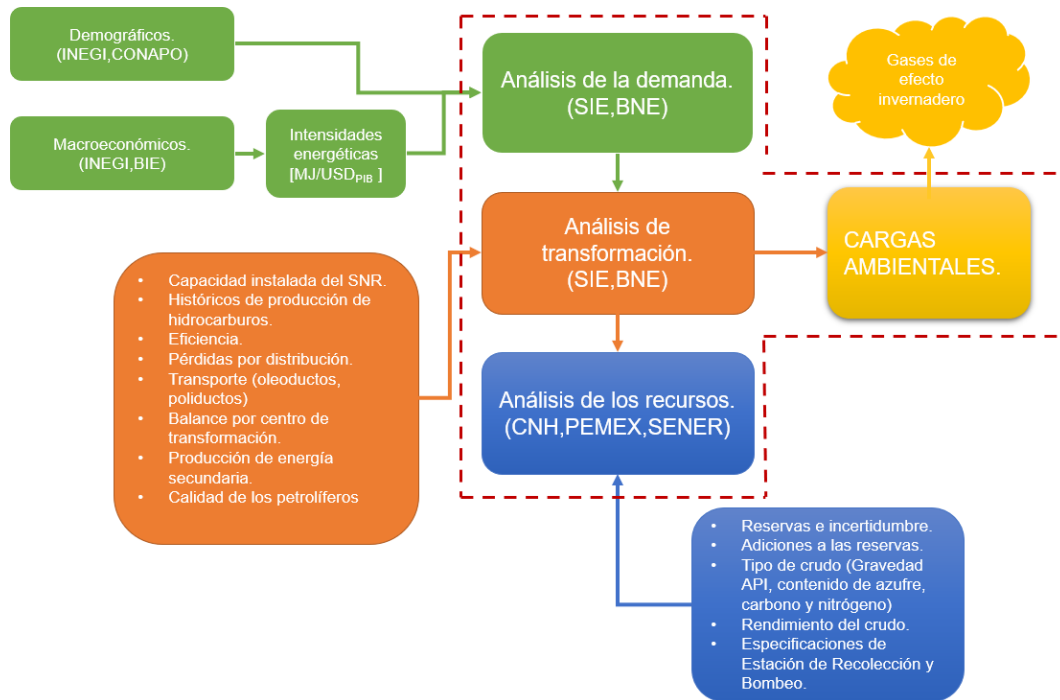 Demográficos.
(INEGI,CONAPO)
Macroeconómicos.
(INEGI,BIE)
Intensidades
energéticas
[MJ/USD_PIB ]
Análisis de la demanda.
(SIE,BNE)
Gases de
efecto
invernadero
Análisis de
transformación.
(SIE,BNE)
CARGAS
AMBIENTALES.
• Capacidad instalada del SNR.
• Históricos de producción de
hidrocarburos.
• Eficiencia.
• Pérdidas por distribución.
• Transporte (oleoductos,
poliductos)
• Balance por centro de
transformación.
• Producción de energía
secundaria.
• Calidad de los petrolíferos
Análisis de los recursos.
(CNH,PEMEX,SENER)
• Reservas e incertidumbre.
• Adiciones a las reservas.
• Tipo de crudo (Gravedad
API, contenido de azufre,
carbono y nitrógeno)
• Rendimiento del crudo.
• Especificaciones de
Estación de Recolección y
Bombeo.